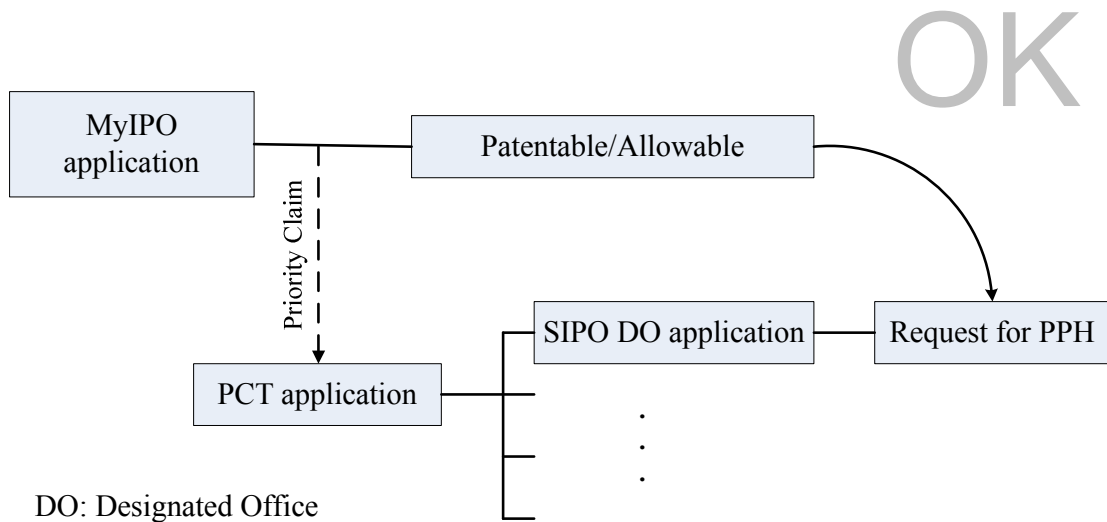 OK
MyIPO
application
Patentable/Allowable
Priority Claim
SIPO DO application
Request for PPH
PCT application
DO: Designated Office